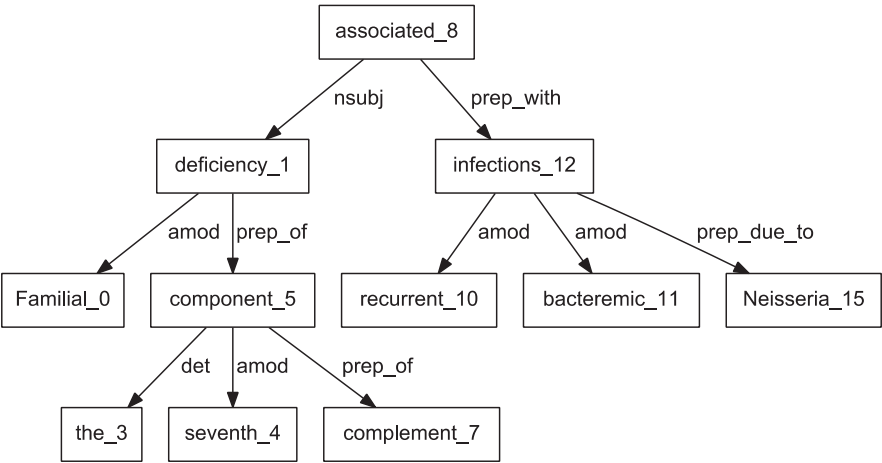 associated_8
nsubj prep_with
deficiency_1 infections_12
amod prep_of amod amod prep_due_to
Familial_0 component_5 recurrent_10 bacteremic_11 Neisseria_15
det amod prep_of
the_3 seventh_4 complement_7